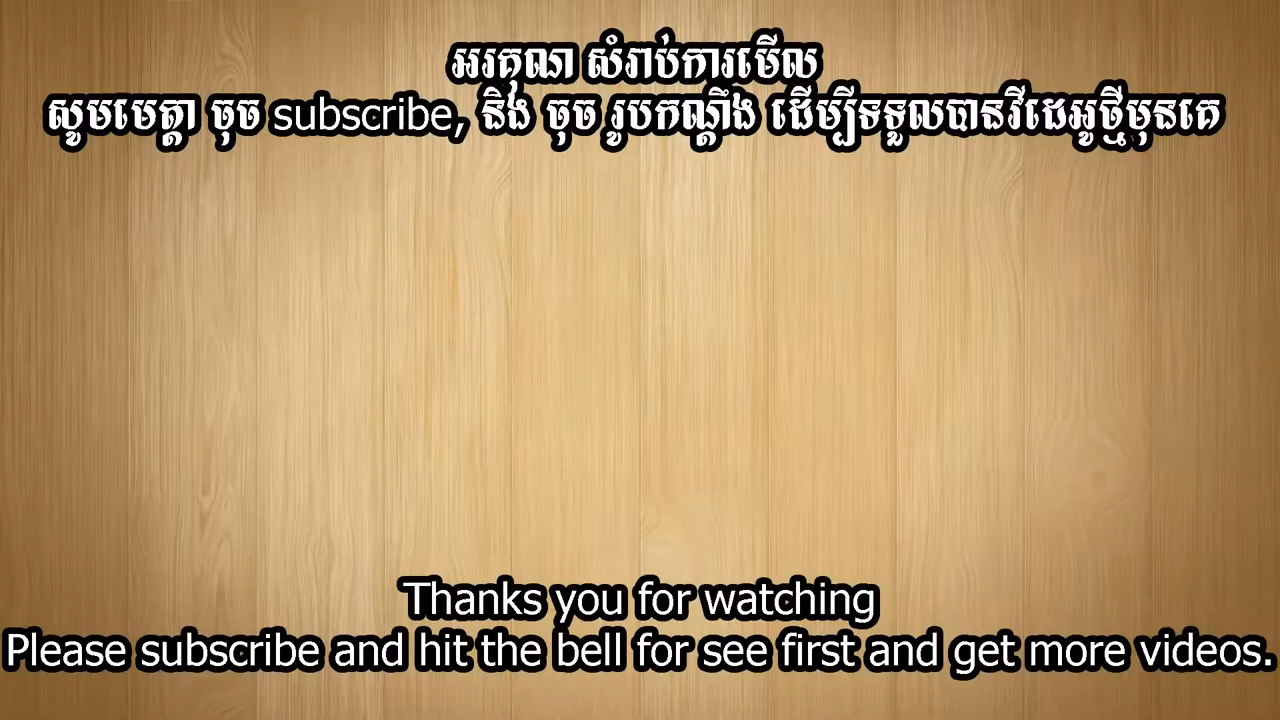 អរគុណ សំរាប់ការមើល
សូមមេត្តា ចុច subscribe, និង ចុច រូបកណ្តឹង ដើម្បីទទួលបានវីដេអូថ្មីមុនគេ
Thanks you for watching
Please subscribe and hit the bell for see first and get more videos.